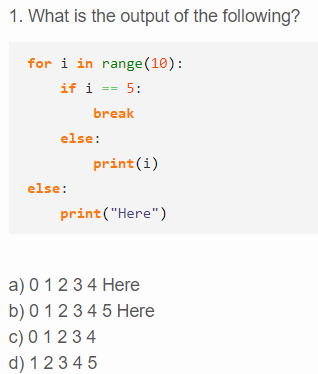 1. What is the output of the following?
for i in range(10):
    if i == 5:
        break
    else:
        print(i)
else:
    print("Here")
a) 0 1 2 3 4 Here
b) 0 1 2 3 4 5 Here
c) 0 1 2 3 4
d) 1 2 3 4 5